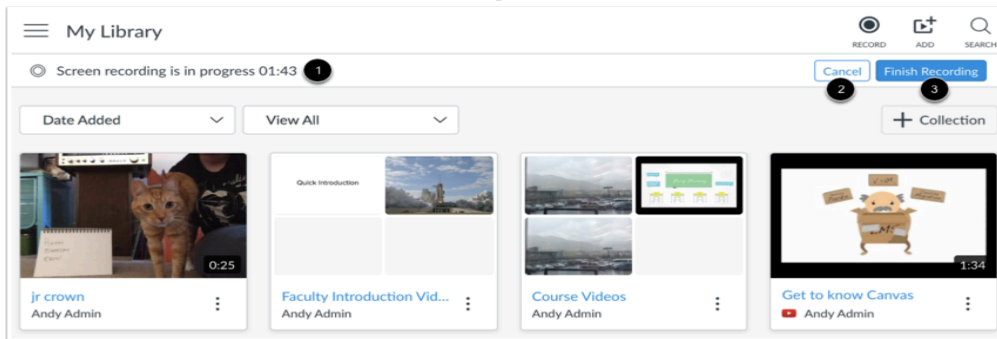 My Library
RECORD ADD SEARCH
Screen recording is in progress 01:43 1
Cancel Finish Recording
2 3
Date Added View All + Collection
Quick Introduction
0:25 1:34
jr crown Faculty Introduction Vid... Course Videos Get to know Canvas
Andy Admin Andy Admin Andy Admin Andy Admin